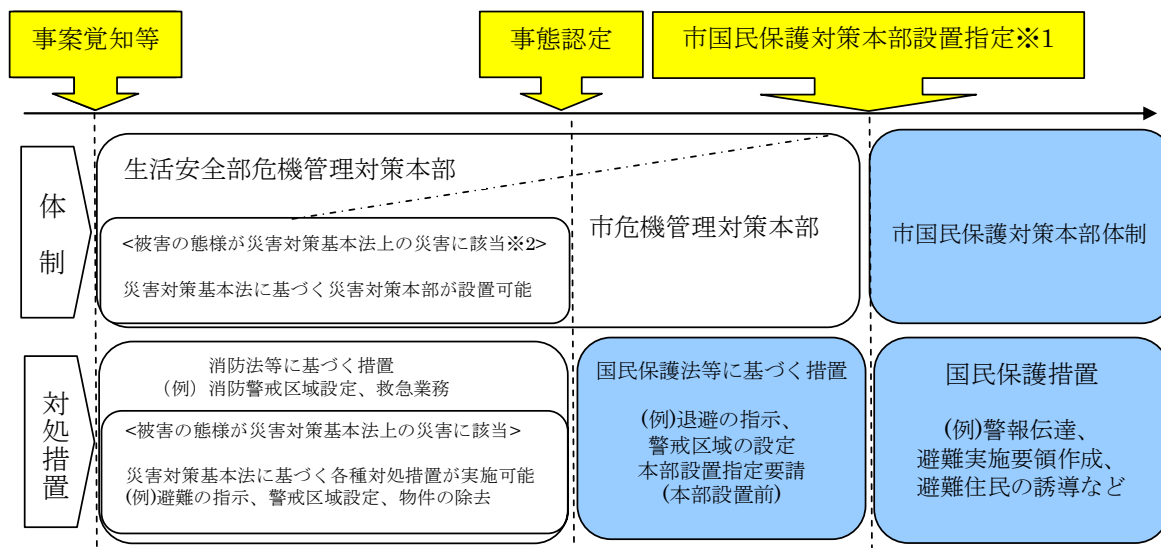 事案覚知等
事態認定
市国民保護対策本部設置指定※1
体制
生活安全部危機管理対策本部
<被害の態様が災害対策基本法上の災害に該当※2>
災害対策基本法に基づく災害対策本部が設置可能
市危機管理対策本部
市国民保護対策本部体制
対処措置
消防法等に基づく措置
(例) 消防警戒区域設定、救急業務
<被害の態様が災害対策基本法上の災害に該当>
災害対策基本法に基づく各種対処措置が実施可能
(例)避難の指示、警戒区域設定、物件の除去
国民保護法等に基づく措置
(例)退避の指示、
警戒区域の設定
本部設置指定要請
(本部設置前)
国民保護措置
(例)警報伝達、
避難実施要領作成、
避難住民の誘導など